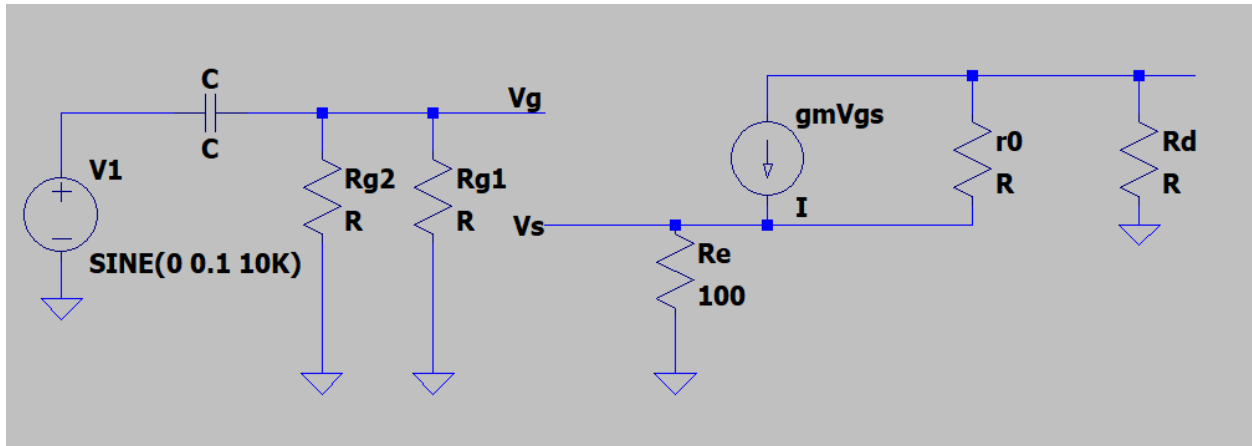 C
C
V1
SINE(0 0.1 10K)
Rg2
R
Rg1
R
Vg
Vs
gmVgs
I
Re
100
r0
R
Rd
R